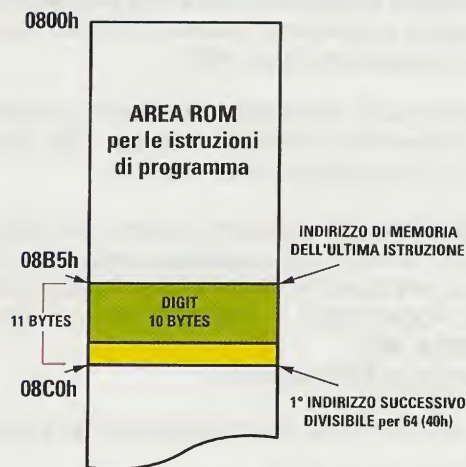 0800h
AREA ROM
per le istruzioni
di programma
INDIRIZZO DI MEMORIA
DELL'ULTIMA ISTRUZIONE
08B5h
DIGIT
10 BYTES
11 BYTES
08C0h
1° INDIRIZZO SUCCESSIVO
DIVISIBILE per 64 (40h)